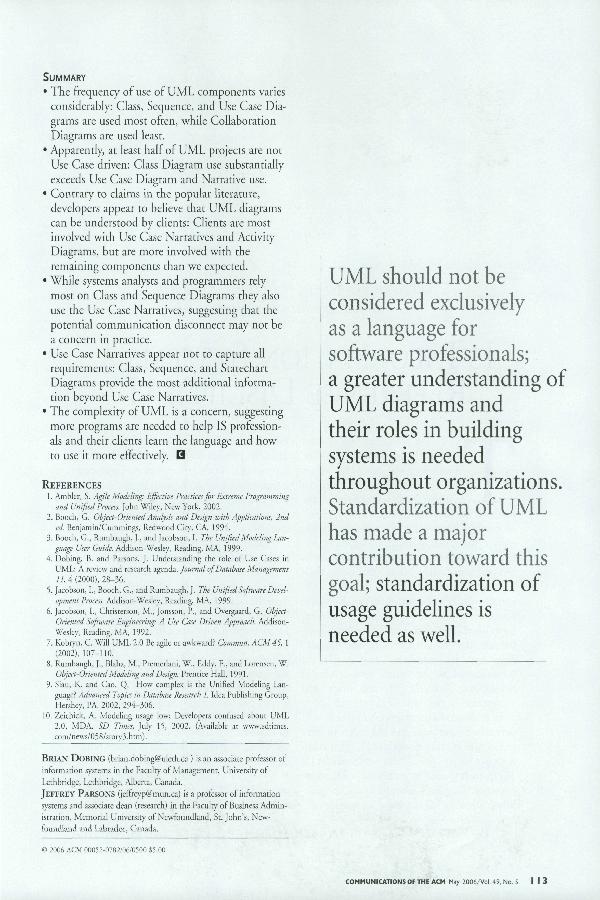 SUMMARY
• The frequency of use of UML components varies
considerably: Class, Sequence, and Use Case Dia-
grams are used most often, while Collaboration
Diagrams are used least.
• Apparently, at least half of UML projects are not
Use Case driven: Class Diagram use substantially
exceeds Use Case Diagram and Narrative use.
• Contrary to claims in the popular literature,
developers appear to believe that UML diagrams
can be understood by clients: Clients are most
involved with Use Case Narratives and Activity
Diagrams, but are more involved with the
remaining components than we expected.
• While systems analysts and programmers rely
most on Class and Sequence Diagrams they also
use the Use Case Narratives, suggesting that the
potential communication disconnect may not be
a concern in practice.
• Use Case Narratives appear not to capture all
requirements: Class, Sequence, and Statechart
Diagrams provide the most additional informa-
tion beyond Use Case Narratives.
• The complexity of UML is a concern, suggesting
more programs are needed to help IS profession-
als and their clients learn the language and how
to use it more effectively. C
REFERENCES
1. Ambler, S. Agile Modeling: Effective Practices for Extreme Programming
and Unified Process. John Wiley, New York, 2002.
2. Booch, G. Object-Oriented Analysis and Design with Applications, 2nd
ed. Benjamin/Cummings, Redwood City, CA, 1994.
3. Booch, G., Rumbaugh, J., and Jacobson, I. The Unified Modeling Lan-
guage User Guide. Addison-Wesley, Reading, MA, 1999.
4. Dobing, B. and Parsons, J. Understanding the role of Use Cases in
UML: A review and research agenda. Journal of Database Management
11, 4 (2000), 28–36.
5. Jacobson, I., Booch, G., and Rumbaugh, J. The Unified Software Devel-
opment Process. Addison-Wesley, Reading, MA, 1999.
6. Jacobson, I., Christerson, M., Jonsson, P., and Overgaard, G. Object-
Oriented Software Engineering: A Use Case Driven Approach. Addison-
Wesley, Reading, MA, 1992.
7. Kobryn, C. Will UML 2.0 Be agile or awkward? Commun. ACM 45, 1
(2002), 107–110.
8. Rumbaugh, J., Blaha, M., Premerlani, W., Eddy, F., and Lorensen, W.
Object-Oriented Modeling and Design. Prentice Hall, 1991.
9. Siau, K. and Cao, Q. How complex is the Unified Modeling Lan-
guage? Advanced Topics in Database Research 1. Idea Publishing Group,
Hershey, PA, 2002, 294–306.
10. Zeichick, A. Modeling usage low: Developers confused about UML
2.0, MDA. SD Times, July 15, 2002. (Available at www.sdtimes.
com/news/058/story3.htm).
BRIAN DOBING (brian.dobing@uleth.ca ) is an associate professor of
information systems in the Faculty of Management, University of
Lethbridge, Lethbridge, Alberta, Canada.
JEFFREY PARSONS (jeffreyp@mun.ca) is a professor of information
systems and associate dean (research) in the Faculty of Business Admin-
istration, Memorial University of Newfoundland, St. John's, New-
foundland and Labrador, Canada.
© 2006 ACM 00052-0782/06/0500 $5.00
UML should not be
considered exclusively
as a language for
software professionals;
a greater understanding of
UML diagrams and
their roles in building
systems is needed
throughout organizations.
Standardization of UML
has made a major
contribution toward this
goal; standardization of
usage guidelines is
needed as well.
COMMUNICATIONS OF THE ACM May 2006/Vol. 49, No. 5 113